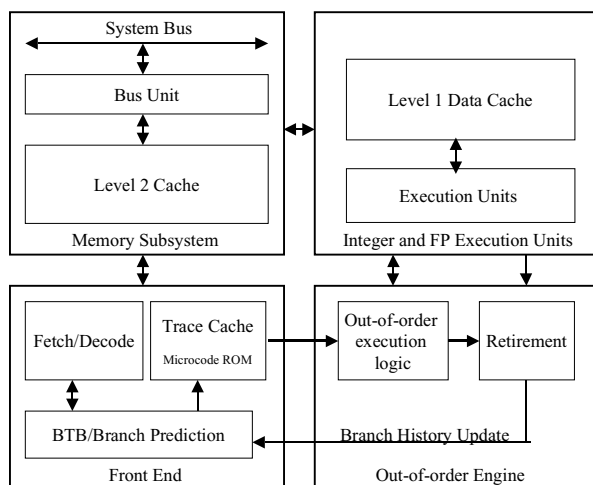 System Bus
Bus Unit
Level 2 Cache
Memory Subsystem
Level 1 Data Cache
Execution Units
Integer and FP Execution Units
Fetch/Decode
Trace Cache
Microcode ROM
BTB/Branch Prediction
Front End
Out-of-order
execution
logic
Retirement
Branch History Update
Out-of-order Engine